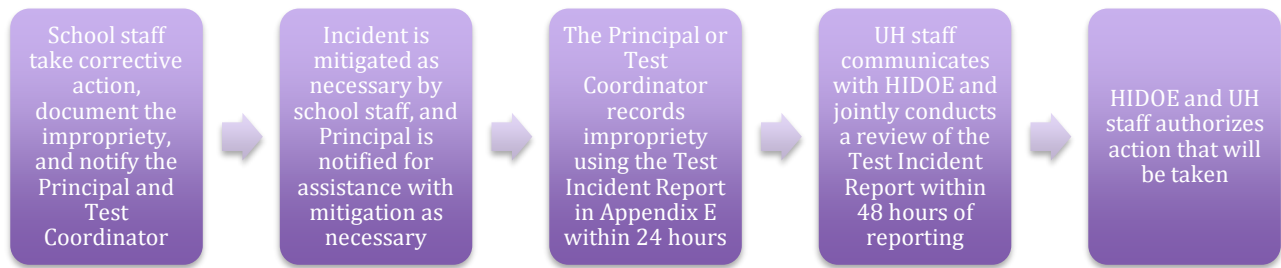 School staff
take corrective
action,
document the
impropriety,
and notify the
Principal and
Test
Coordinator
Incident is
mitigated as
necessary by
school staff, and
Principal is
notified for
assistance with
mitigation as
necessary
The Principal or
Test
Coordinator
records
impropriety
using the Test
Incident Report
in Appendix E
within 24 hours
UH staff
communicates
with HIDOE and
jointly conducts
a review of the
Test Incident
Report within
48 hours of
reporting
HIDOE and UH
staff authorizes
action that will
be taken